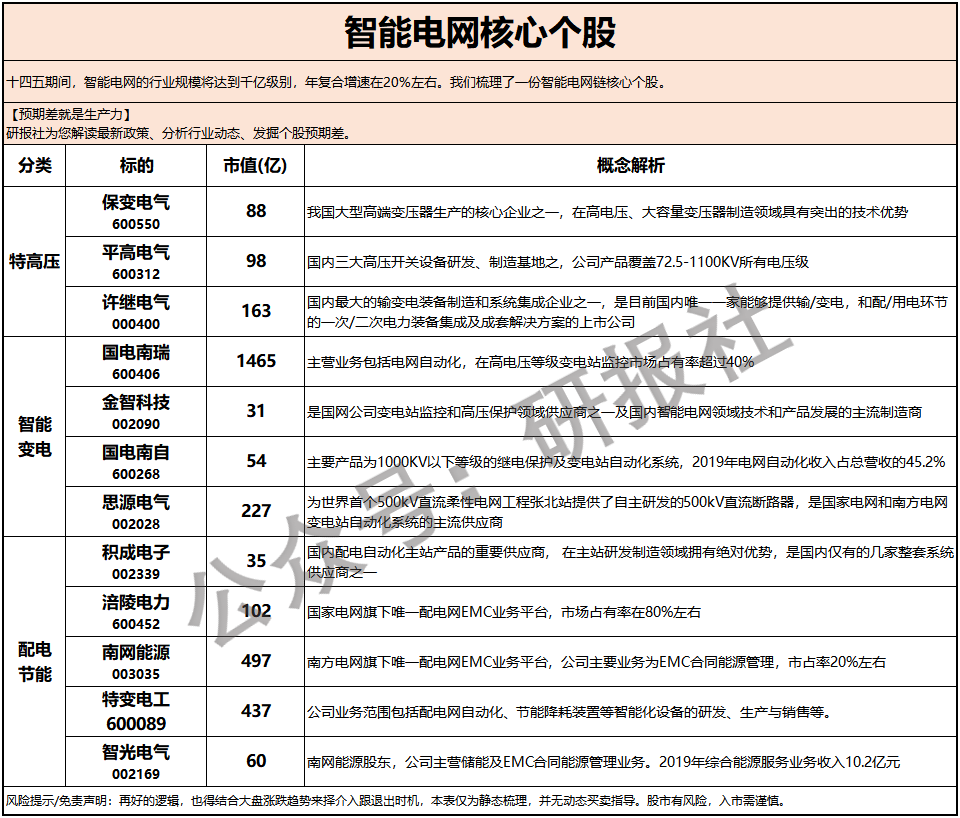 智能电网核心个股
十四五期间，智能电网的行业规模将达到千亿级别，年复合增速在20%左右。我们梳理了一份智能电网链核心个股。
【预期差就是生产力】
研报社为您解读最新政策、分析行业动态、发掘个股预期差。
分类 标的 市值(亿) 概念解析
特高压
保变电气
600550
88
我国大型高端变压器生产的核心企业之一，在高电压、大容量变压器制造领域具有突出的技术优势
平高电气
600312
98
国内三大高压开关设备研发、制造基地之，公司产品覆盖72.5-1100KV所有电压级
许继电气
000400
163
国内最大的输变电装备制造和系统集成企业之一，是目前国内唯一一家能够提供输/变电，和配/用电环节
的一次/二次电力装备集成及成套解决方案的上市公司
智能
变电
国电南瑞
600406
1465
主营业务包括电网自动化，在高电压等级变电站监控市场占有率超过40%
金智科技
002090
31
是国网公司变电站监控和高压保护领域供应商之一及国内智能电网领域技术和产品发展的主流制造商
国电南自
600268
54
主要产品为1000KV以下等级的继电保护及变电站自动化系统，2019年电网自动化收入占总营收的45.2%
思源电气
002028
227
为世界首个500kV直流柔性电网工程张北站提供了自主研发的500kV直流断路器，是国家电网和南方电网
变电站自动化系统的主流供应商
配电
节能
积成电子
002339
35
国内配电自动化主站产品的重要供应商， 在主站研发制造领域拥有绝对优势，是国内仅有的几家整套系统
供应商之一
涪陵电力
600452
102
国家电网旗下唯一配电网EMC业务平台，市场占有率在80%左右
南网能源
003035
497
南方电网旗下唯一配电网EMC业务平台，公司主要业务为EMC合同能源管理，市占率20%左右
特变电工
600089
437
公司业务范围包括配电网自动化、节能降耗装置等智能化设备的研发、生产与销售等。
智光电气
002169
60
南网能源股东，公司主营储能及EMC合同能源管理业务。2019年综合能源服务业务收入10.2亿元
风险提示/免责声明：再好的逻辑，也得结合大盘涨跌趋势来择介入跟退出时机，本表仅为静态梳理，并无动态买卖指导。股市有风险，入市需谨慎。
公众号：研报社